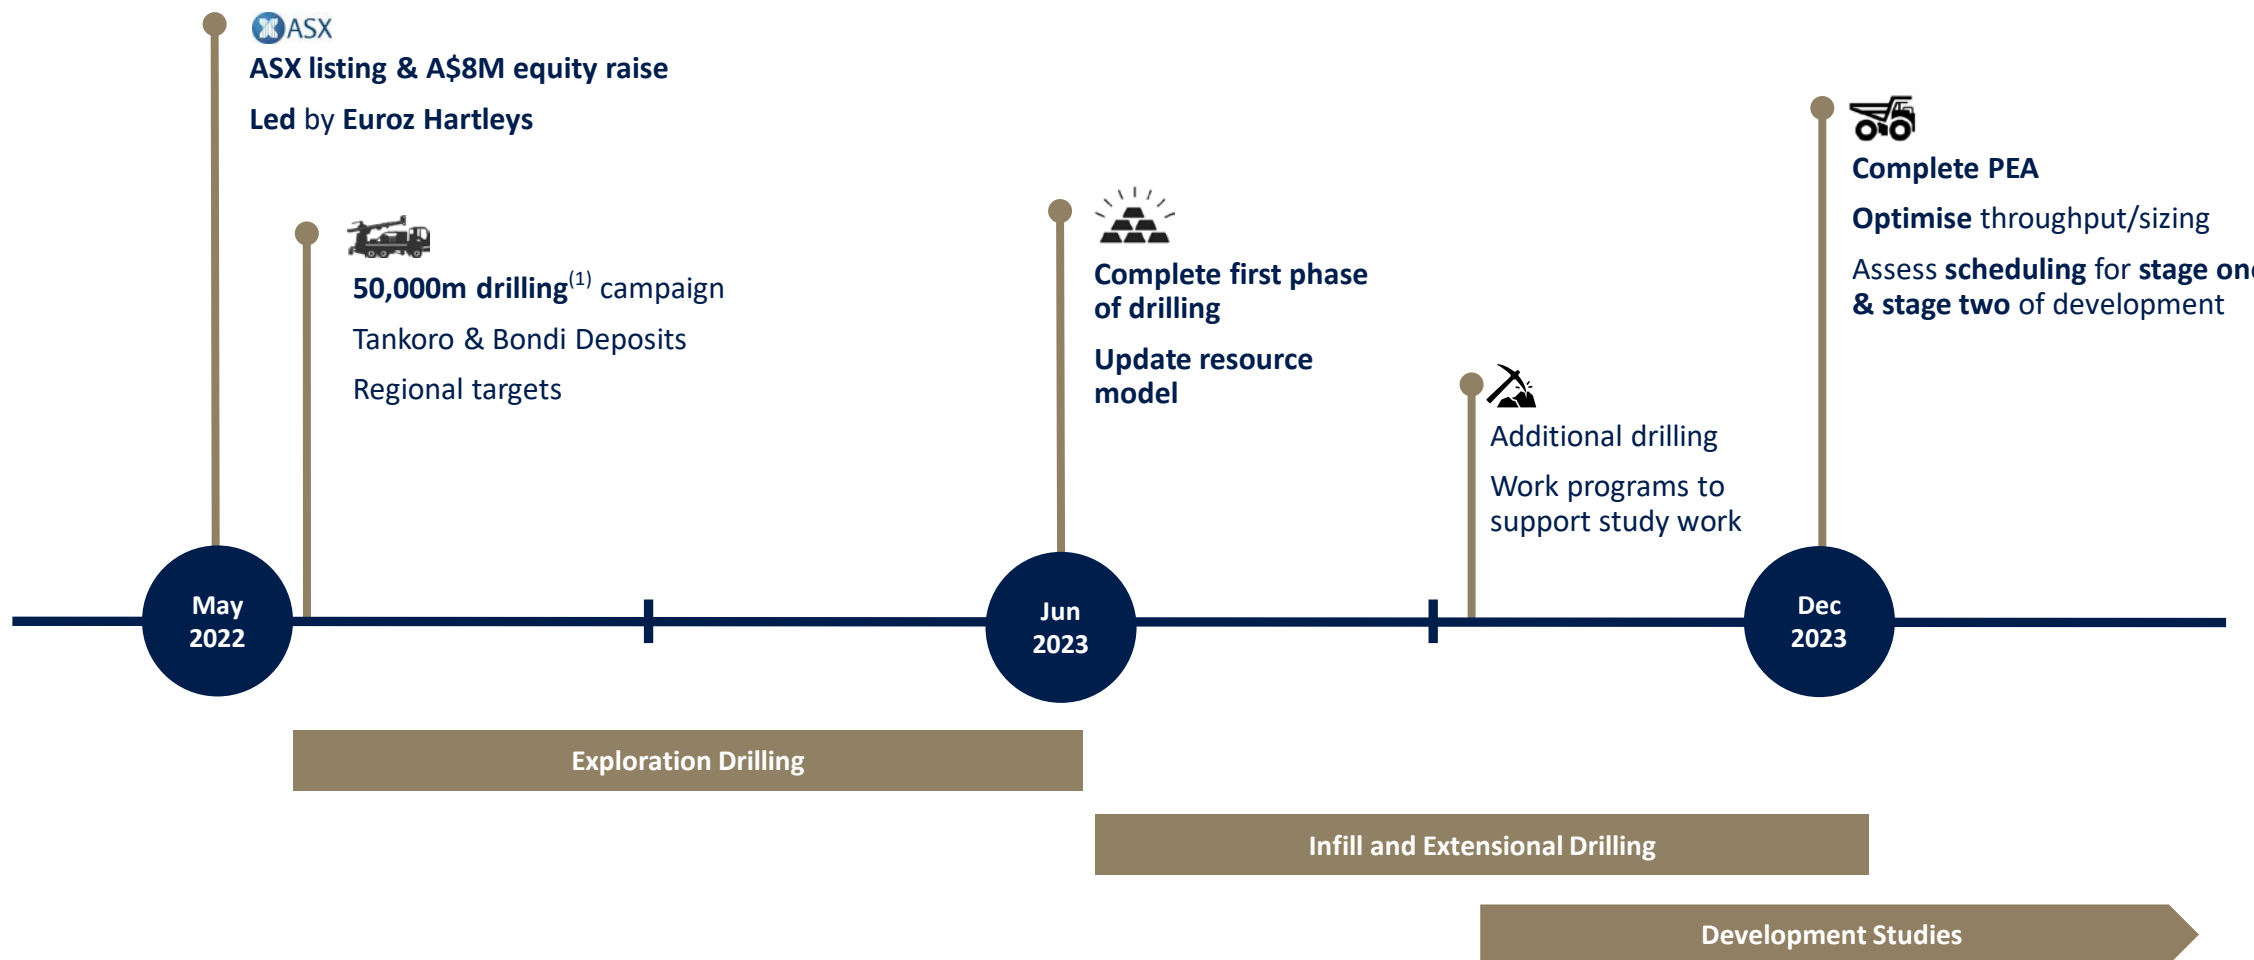 ASX
ASX listing & A$8M equity raise
Led by Euroz Hartleys
50,000m drilling(1) campaign
Tankoro & Bondi Deposits
Regional targets
Complete first phase
of drilling
Update resource
model
Additional drilling
Work programs to
support study work
Complete PEA
Optimise throughput/sizing
Assess scheduling for stage one
& stage two of development
May
2022
Jun
2023
Dec
2023
Exploration Drilling
Infill and Extensional Drilling
Development Studies